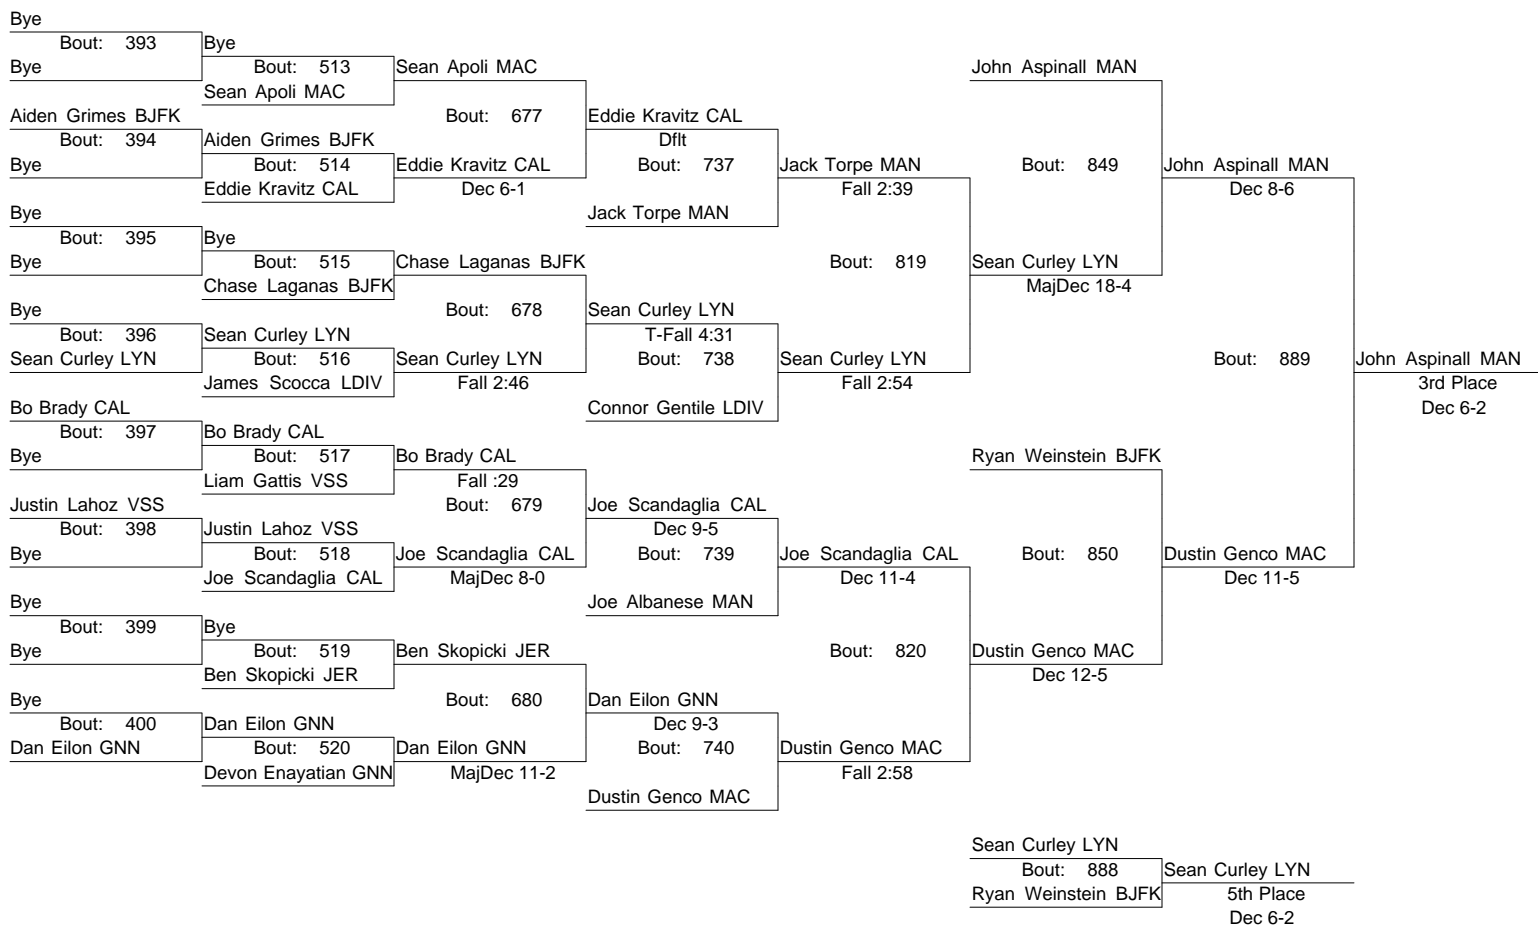 Bye
Bout: 393
Bye
Bye
Bout: 513
Sean Apoli MAC
Sean Apoli MAC
John Aspinall MAN
Aiden Grimes BJFK
Bout: 394
Bye
Aiden Grimes BJFK
Bout: 514
Eddie Kravitz CAL
Bout: 677
Eddie Kravitz CAL
Dec 6-1
Eddie Kravitz CAL
Dflt
Bout: 737
Jack Torpe MAN
Jack Torpe MAN
Fall 2:39
Bout: 849
John Aspinall MAN
Dec 8-6
Bye
Bout: 395
Bye
Bye
Bout: 515
Chase Laganas BJFK
Chase Laganas BJFK
Bout: 819
Sean Curley LYN
MajDec 18-4
Bye
Bout: 396
Sean Curley LYN
Sean Curley LYN
Bout: 516
James Scocca LDIV
Bout: 678
Sean Curley LYN
Fall 2:46
Sean Curley LYN
T-Fall 4:31
Bout: 738
Connor Gentile LDIV
Sean Curley LYN
Fall 2:54
Bout: 889
John Aspinall MAN
3rd Place
Dec 6-2
Bo Brady CAL
Bout: 397
Bye
Bo Brady CAL
Bout: 517
Liam Gattis VSS
Bo Brady CAL
Fall :29
Ryan Weinstein BJFK
Justin Lahoz VSS
Bout: 398
Bye
Justin Lahoz VSS
Bout: 518
Joe Scandaglia CAL
Bout: 679
Joe Scandaglia CAL
MajDec 8-0
Joe Scandaglia CAL
Dec 9-5
Bout: 739
Joe Albanese MAN
Joe Scandaglia CAL
Dec 11-4
Bout: 850
Dustin Genco MAC
Dec 11-5
Bye
Bout: 399
Bye
Bye
Bout: 519
Ben Skopicki JER
Ben Skopicki JER
Bout: 820
Dustin Genco MAC
Dec 12-5
Bye
Bout: 400
Dan Eilon GNN
Dan Eilon GNN
Bout: 520
Devon Enayatian GNN
Bout: 680
Dan Eilon GNN
MajDec 11-2
Dan Eilon GNN
Dec 9-3
Bout: 740
Dustin Genco MAC
Dustin Genco MAC
Fall 2:58
Sean Curley LYN
Bout: 888
Ryan Weinstein BJFK
Sean Curley LYN
5th Place
Dec 6-2